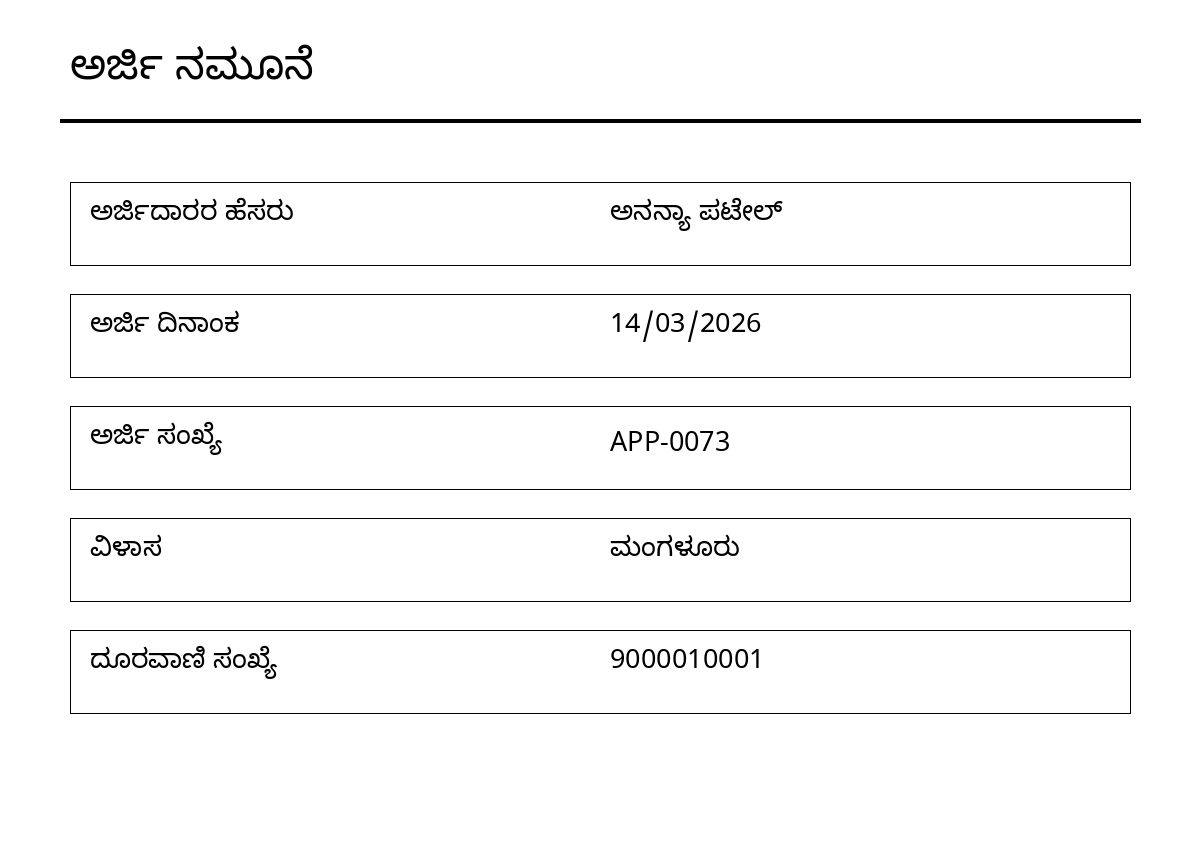 ಅರ್ಜಿ ನಮೂನೆ
ಅರ್ಜಿದಾರರ ಹೆಸರು ಅನನ್ಯಾ ಪಟೇಲ್
ಅರ್ಜಿ ದಿನಾಂಕ 14/03/2026
ಅರ್ಜಿ ಸಂಖ್ಯೆ APP-0073
ವಿಳಾಸ ಮಂಗಳೂರು
ದೂರವಾಣಿ ಸಂಖ್ಯೆ 9000010001